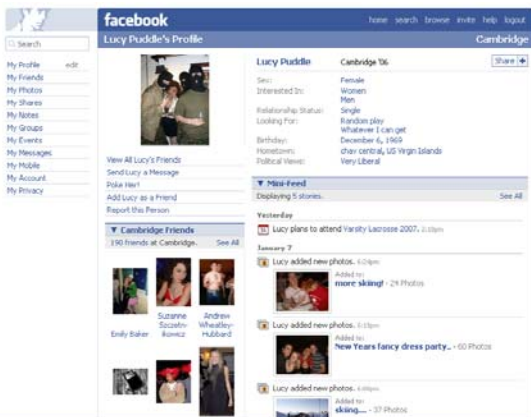 facebook
home search browse invite help logout
Search
Lucy Puddle's Profile
Cambridge
My Profile edit
My Friends
My Photos
My Shares
My Notes
My Groups
My Events
My Messages
My Mobile
My Account
My Privacy
View All Lucy's Friends
Send Lucy a Message
Poke Her!
Add Lucy as a Friend
Report this Person
Cambridge Friends
190 friends at Cambridge. See All
Emily Baker
Suzanne
Andrew
Wheatley-
Hubbard
Lucy Puddle Cambridge '06 Share +
Sex: Female
Interested In: Women
Men
Relationship Status: Single
Looking For: Random play
Whatever I can get
Birthday: December 6, 1969
Hometown: chav central, US Virgin Islands
Political Views: Very Liberal
Mini-Feed
Displaying 5 stories. See All
Yesterday
Lucy plans to attend Varsity Lacrosse 2007.
January 7
Lucy added new photos.
Added to:
more skiing! - 24 Photos
Lucy added new photos.
Added to:
New Years fancy dress party.. - 60 Photos
Lucy added new photos.
Added to:
skiing.... - 37 Photos